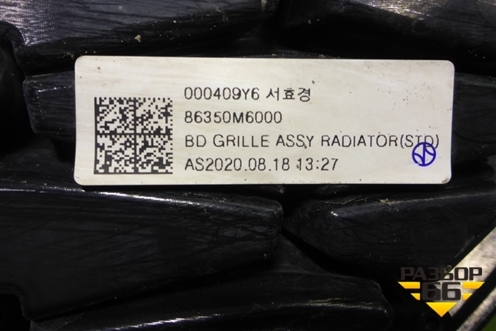 000409Y6 서효경
86350M6000
BD GRILLE ASSY RADIATOR(STD)
AS2020.08.18 13:27
РАЗБОР
66